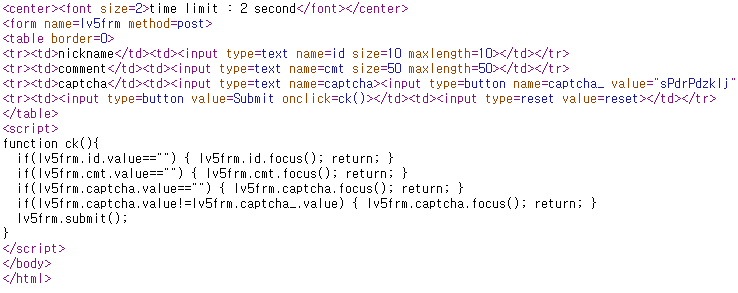 <center><font size=2>time limit : 2 second</font></center>
<form name=lv5frm method=post>
<table border=0>
<tr><td>nickname</td><td><input type=text name=id size=10 maxlength=10></td></tr>
<tr><td>comment</td><td><input type=text name=cmt size=50 maxlength=50></td></tr>
<tr><td>captcha</td><td><input type=text name=captcha><input type=button name=captcha_ value="sPdrPdzklj"
<tr><td><input type=button value=Submit onclick=ck()></td><td><input type=reset value=reset></td></tr>
</table>
<script>
function ck(){
  if(lv5frm.id.value=="") { lv5frm.id.focus(); return; }
  if(lv5frm.cmt.value=="") { lv5frm.cmt.focus(); return; }
  if(lv5frm.captcha.value=="") { lv5frm.captcha.focus(); return; }
  if(lv5frm.captcha.value!=lv5frm.captcha_.value) { lv5frm.captcha.focus(); return; }
  lv5frm.submit();
}
</script>
</body>
</html>